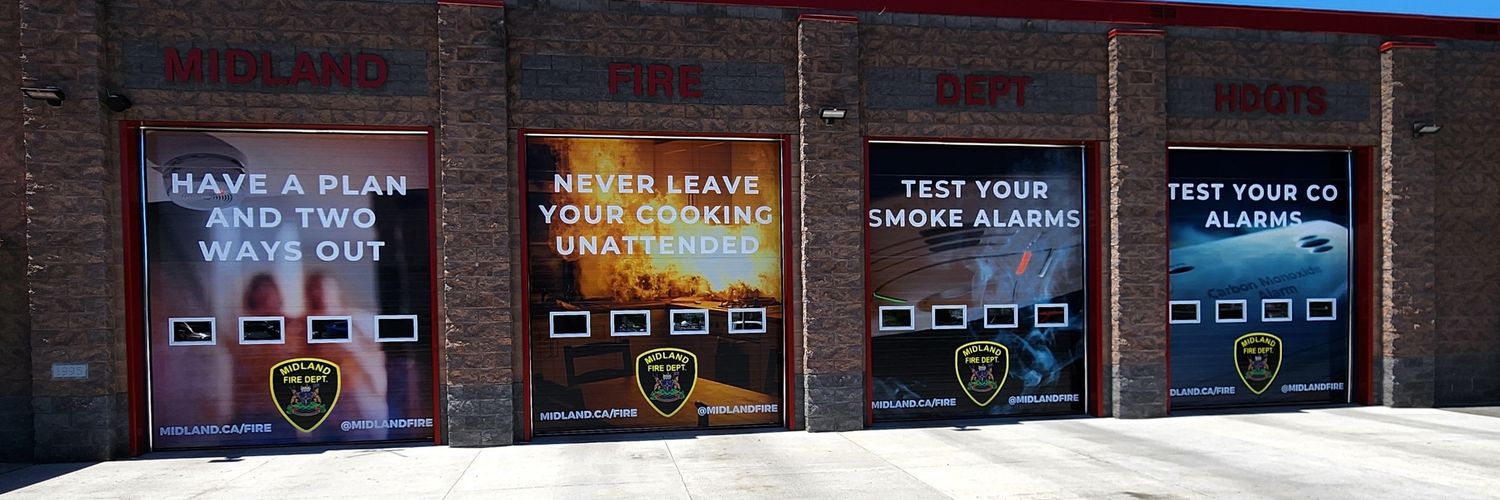 MIDLAND
FIRE
DEPT
HDQTS
HAVE A PLAN
AND TWO
WAYS OUT
MIDLAND
FIRE DEPT.
MIDLAND.CA/FIRE
@MIDLANDFIRE
1995
NEVER LEAVE
YOUR COOKING
UNATTENDED
MIDLAND
FIRE DEPT.
MIDLAND.CA/FIRE
@MIDLANDFIRE
TEST YOUR
SMOKE ALARMS
MIDLAND
FIRE DEPT.
MIDLAND.CA/FIRE
@MIDLANDFIRE
TEST YOUR CO
ALARMS
Carbon Monoxide
Alarm
MIDLAND
FIRE DEPT.
MIDLAND.CA/FIRE
@MIDLANDFIRE